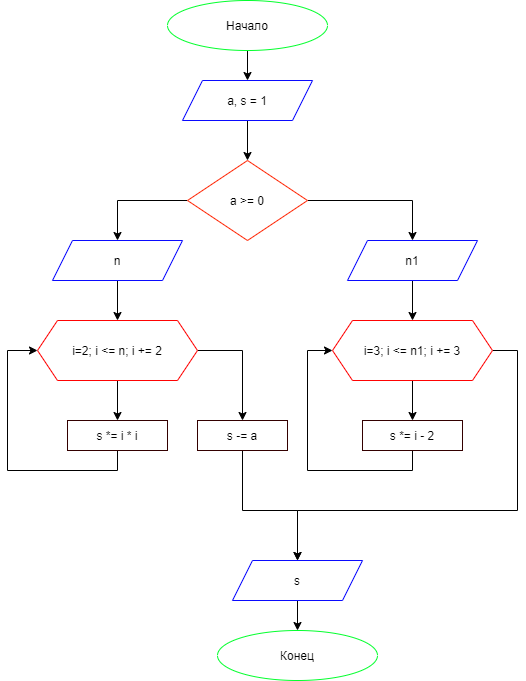 Начало
a, s = 1
a >= 0
n
n1
i=2; i <= n; i += 2
i=3; i <= n1; i += 3
s *= i * i
s -= a
s *= i - 2
s
Конец